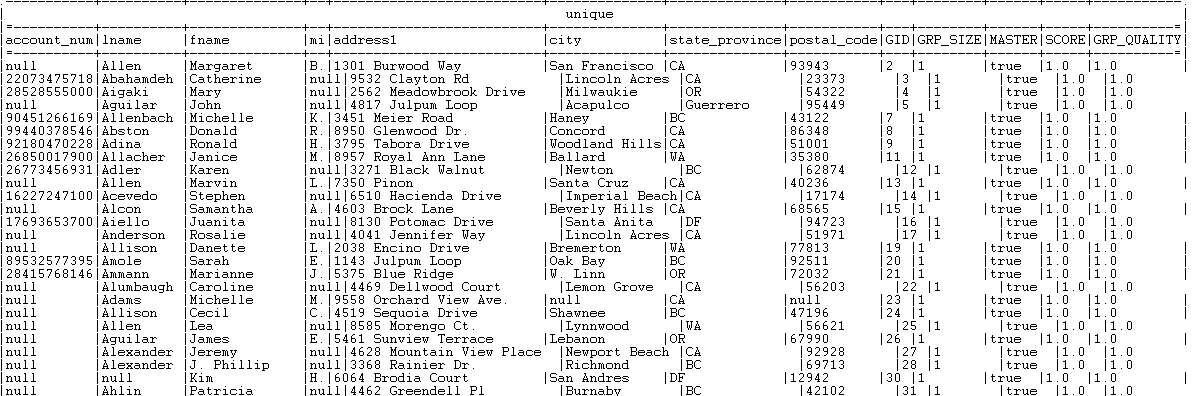 unique
account_num|lname|fname|mi|address1|city|state_province|postal_code|GID|GRP_SIZE|MASTER|SCORE|GRP_QUALITY
null|Allen|Margaret|B.|1301 Burwood Way|San Francisco|CA|93943|2|1|true|1.0|1.0
22073475718|Abahamdeh|Catherine|null|9532 Clayton Rd|Lincoln Acres|CA|23373|3|1|true|1.0|1.0
28528555000|Aigaki|Mary|null|2562 Meadowbrook Drive|Milwaukie|OR|54322|4|1|true|1.0|1.0
null|Aguilar|John|null|4817 Julpum Loop|Acapulco|Guerrero|95449|5|1|true|1.0|1.0
90451266169|Allenbach|Michelle|K.|3451 Meier Road|Haney|BC|43122|7|1|true|1.0|1.0
99440378546|Abston|Donald|R.|8950 Glenwood Dr.|Concord|CA|86348|8|1|true|1.0|1.0
92180470228|Adina|Ronald|H.|3795 Tabora Drive|Woodland Hills|CA|51001|9|1|true|1.0|1.0
26850017900|Allacher|Janice|M.|8957 Royal Ann Lane|Ballard|WA|35380|11|1|true|1.0|1.0
26773456931|Adler|Karen|null|3271 Black Walnut|Newton|BC|62874|12|1|true|1.0|1.0
null|Allen|Marvin|L.|7350 Pinon|Santa Cruz|CA|40236|13|1|true|1.0|1.0
16227247100|Acevedo|Stephen|null|6510 Hacienda Drive|Imperial Beach|CA|17174|14|1|true|1.0|1.0
null|Alcon|Samantha|A.|4603 Brock Lane|Beverly Hills|CA|68565|15|1|true|1.0|1.0
17693653700|Aiello|Juanita|null|8130 Potomac Drive|Santa Anita|DF|94723|16|1|true|1.0|1.0
null|Anderson|Rosalie|null|4041 Jennifer Way|Lincoln Acres|CA|51971|17|1|true|1.0|1.0
null|Allison|Danette|L.|2038 Encino Drive|Bremerton|WA|77813|19|1|true|1.0|1.0
89532577395|Amole|Sarah|E.|1143 Julpum Loop|Oak Bay|BC|92511|20|1|true|1.0|1.0
28415768146|Ammann|Marianne|J.|5375 Blue Ridge|W. Linn|OR|72032|21|1|true|1.0|1.0
null|Alumbaugh|Caroline|null|4469 Dellwood Court|Lemon Grove|CA|56203|22|1|true|1.0|1.0
null|Adams|Michelle|M.|9558 Orchard View Ave.|null|CA|null|23|1|true|1.0|1.0
null|Allison|Cecil|C.|4519 Sequoia Drive|Shawnee|BC|47196|24|1|true|1.0|1.0
null|Allen|Lea|null|8585 Morengo Ct.|Lynnwood|WA|56621|25|1|true|1.0|1.0
null|Aguilar|James|E.|5461 Sunview Terrace|Lebanon|OR|67990|26|1|true|1.0|1.0
null|Alexander|Jeremy|null|4628 Mountain View Place|Newport Beach|CA|92928|27|1|true|1.0|1.0
null|Alexander|J. Phillip|null|3368 Rainier Dr.|Richmond|BC|69713|28|1|true|1.0|1.0
null|null|Kim|H.|6064 Brodia Court|San Andres|DF|12942|30|1|true|1.0|1.0
null|Ahlin|Patricia|null|4462 Greendell Pl|Burnaby|BC|42102|31|1|true|1.0|1.0